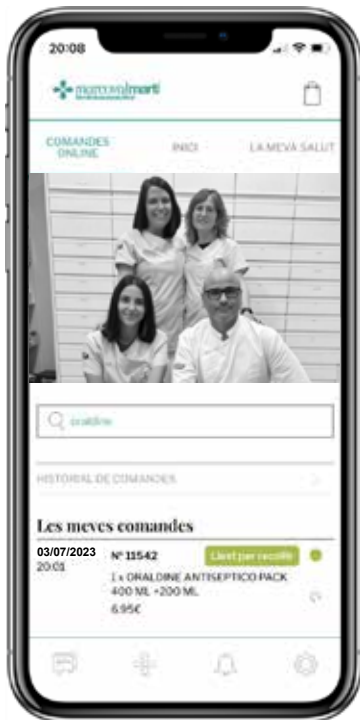 20:08
COMANDES
ONLINE
INICI
LA MEVA SALUT
oraldine
HISTORIAL DE COMANDES
Les meves comandes
03/07/2023
Nº 11542
Llest per recollir
20:01
1 x ORALDINE ANTISEPTICO PACK
400 ML +200 ML
6.95€